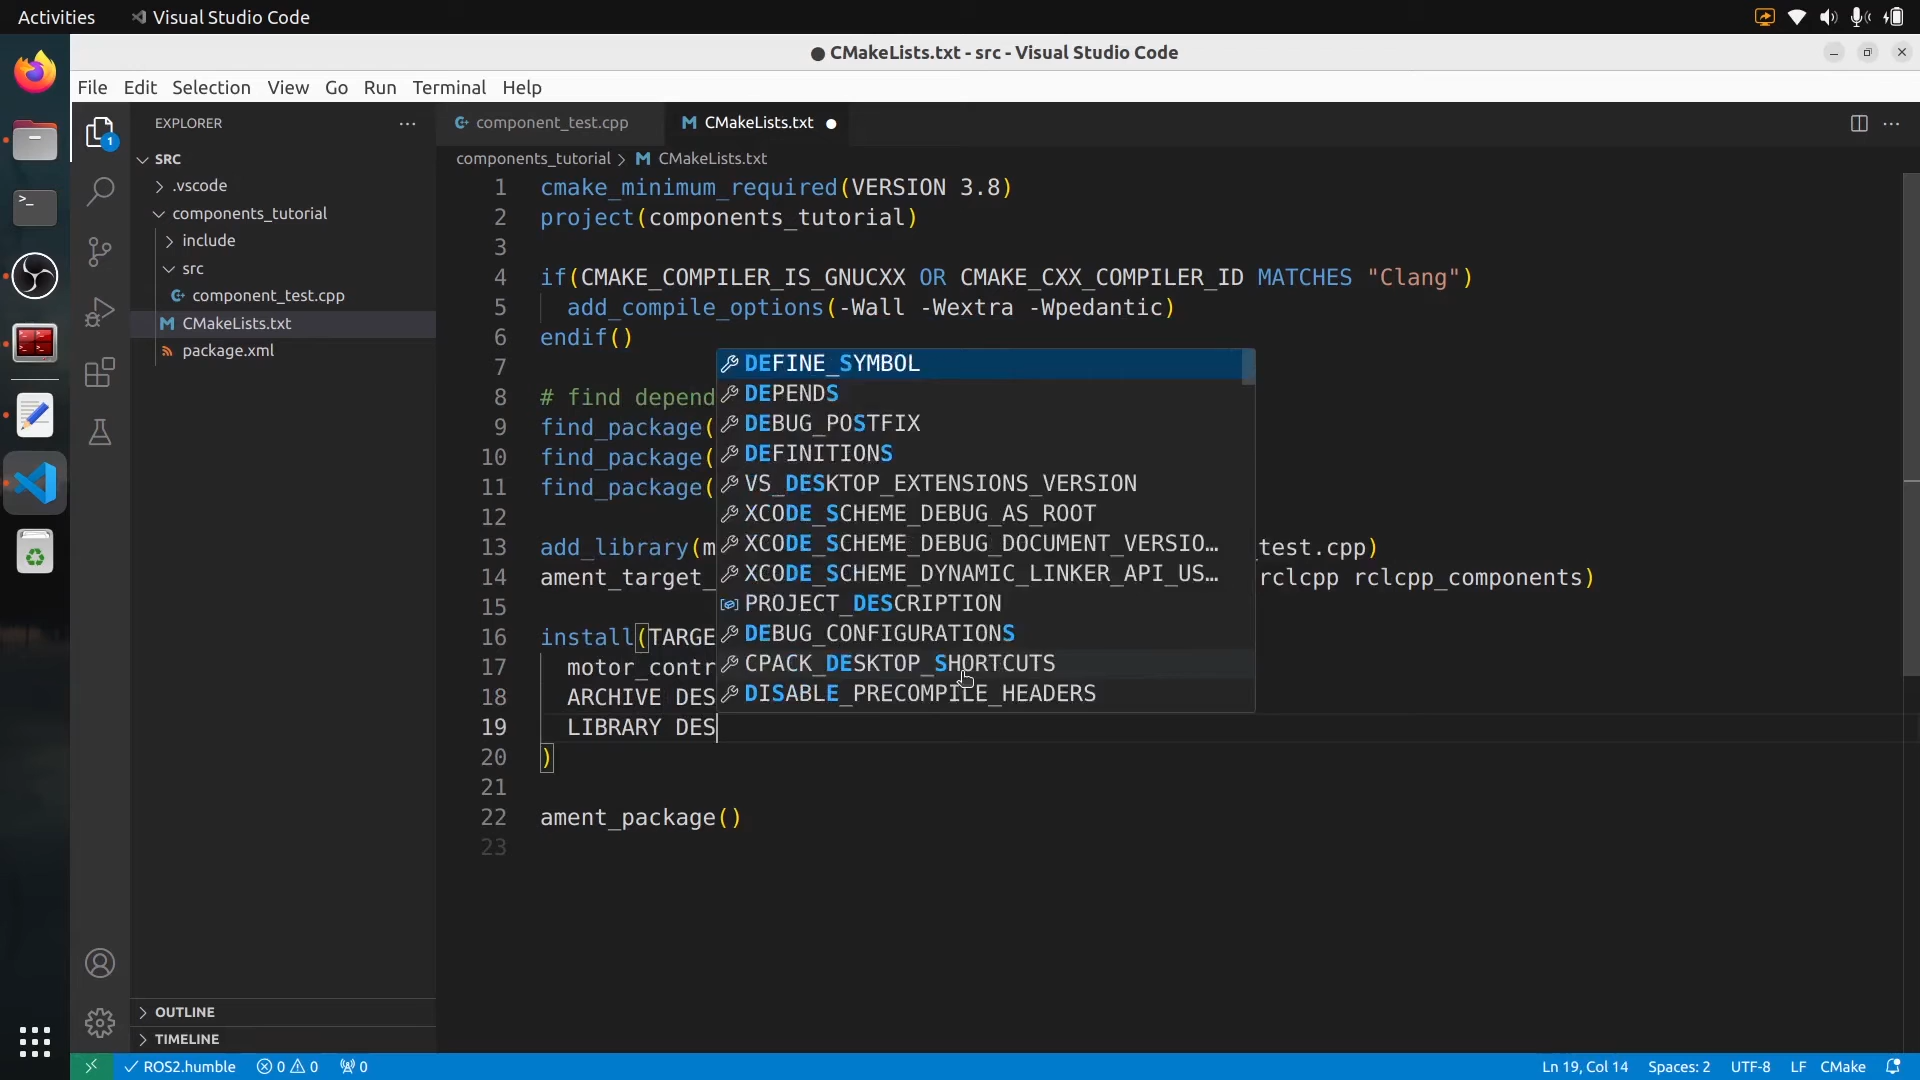 Activities
Visual Studio Code
● CMakeLists.txt - src - Visual Studio Code
File Edit Selection View Go Run Terminal Help
1
EXPLORER
component_test.cpp
M CMakeLists.txt
components_tutorial > M CMakeLists.txt
SRC
.vscode
components_tutorial
include
src
component_test.cpp
M CMakeLists.txt
package.xml
OUTLINE
TIMELINE
1 cmake_minimum_required(VERSION 3.8)
2 project(components_tutorial)
3
4 if(CMAKE_COMPILER_IS_GNUCXX OR CMAKE_CXX_COMPILER_ID MATCHES "Clang")
5 add_compile_options(-Wall -Wextra -Wpedantic)
6 endif()
7
8 # find depend
9 find_package(
10 find_package(
11 find_package(
12
13 add_library(m test.cpp)
14 ament_target_ rclcpp rclcpp_components)
15
16 install(TARGE
17 motor_contr
18 ARCHIVE DES
19 LIBRARY DES
20 )
21
22 ament_package()
23
DEFINE_SYMBOL
DEPENDS
DEBUG_POSTFIX
DEFINITIONS
VS_DESKTOP_EXTENSIONS_VERSION
XCODE_SCHEME_DEBUG_AS_ROOT
XCODE_SCHEME_DEBUG_DOCUMENT_VERSIO…
XCODE_SCHEME_DYNAMIC_LINKER_API_US…
PROJECT_DESCRIPTION
DEBUG_CONFIGURATIONS
CPACK_DESKTOP_SHORTCUTS
DISABLE_PRECOMPILE_HEADERS
ROS2.humble 0 0 0
Ln 19, Col 14 Spaces: 2 UTF-8 LF CMake